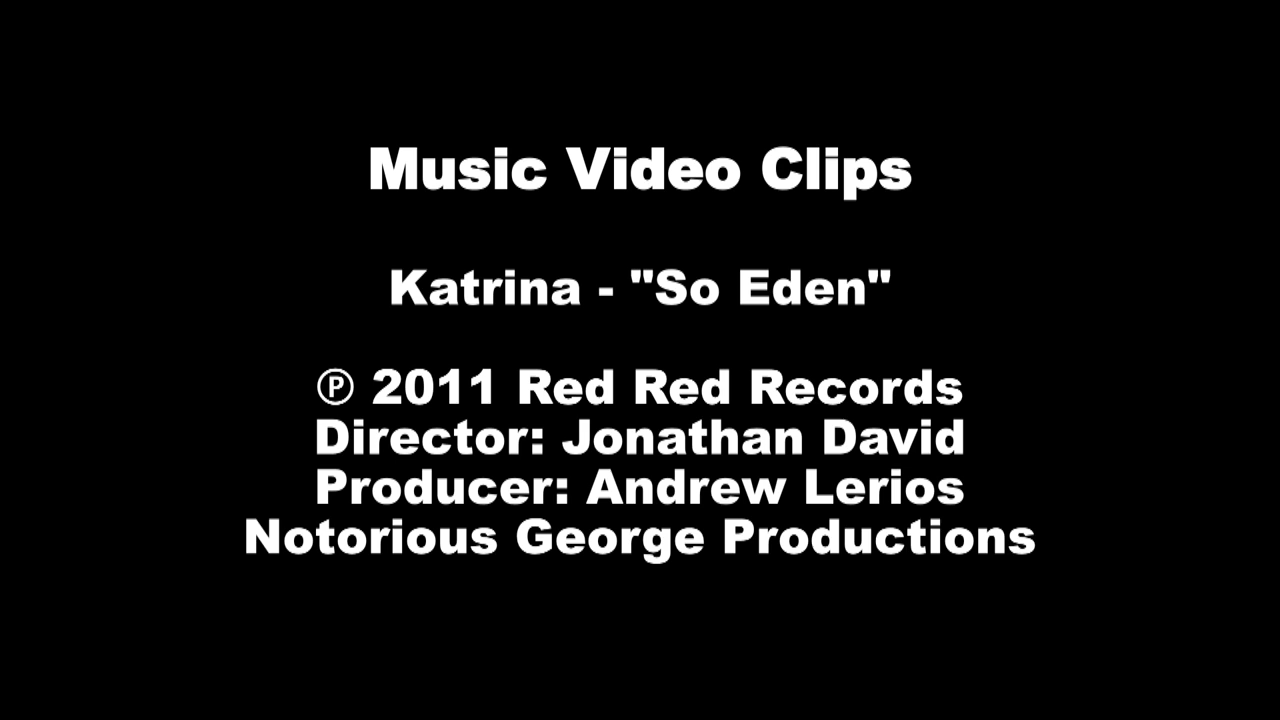 Music Video Clips
Katrina - "So Eden"
℗ 2011 Red Red Records
Director: Jonathan David
Producer: Andrew Lerios
Notorious George Productions